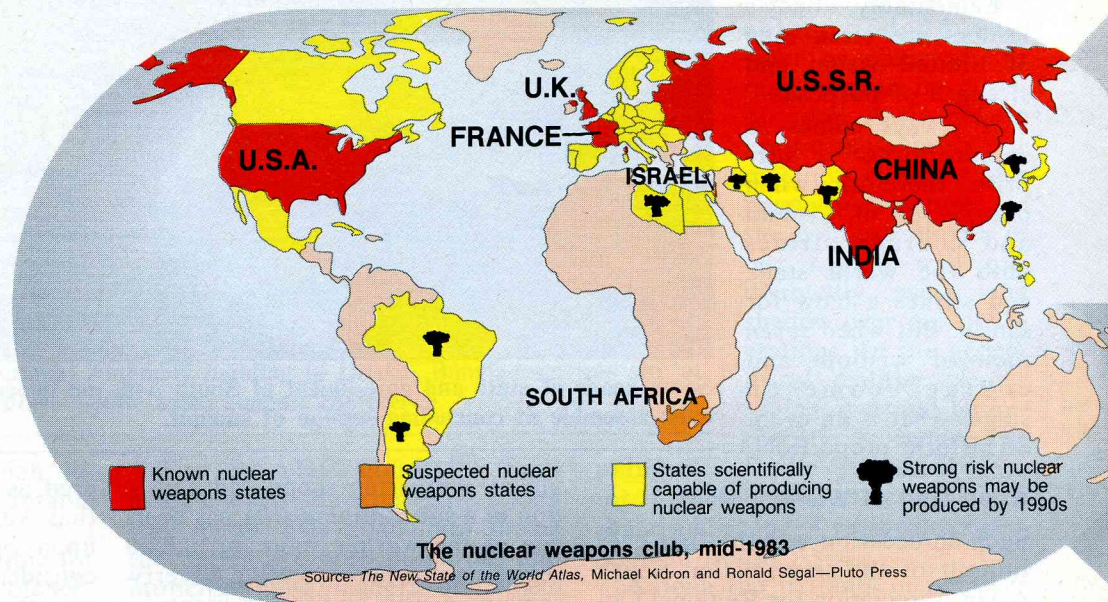 U.K.
U.S.S.R.
FRANCE
U.S.A.
ISRAEL
CHINA
INDIA
SOUTH AFRICA
Known nuclear
weapons states
Suspected nuclear
weapons states
States scientifically
capable of producing
nuclear weapons
Strong risk nuclear
weapons may be
produced by 1990s
The nuclear weapons club, mid-1983
Source: The New State of the World Atlas, Michael Kidron and Ronald Segal—Pluto Press